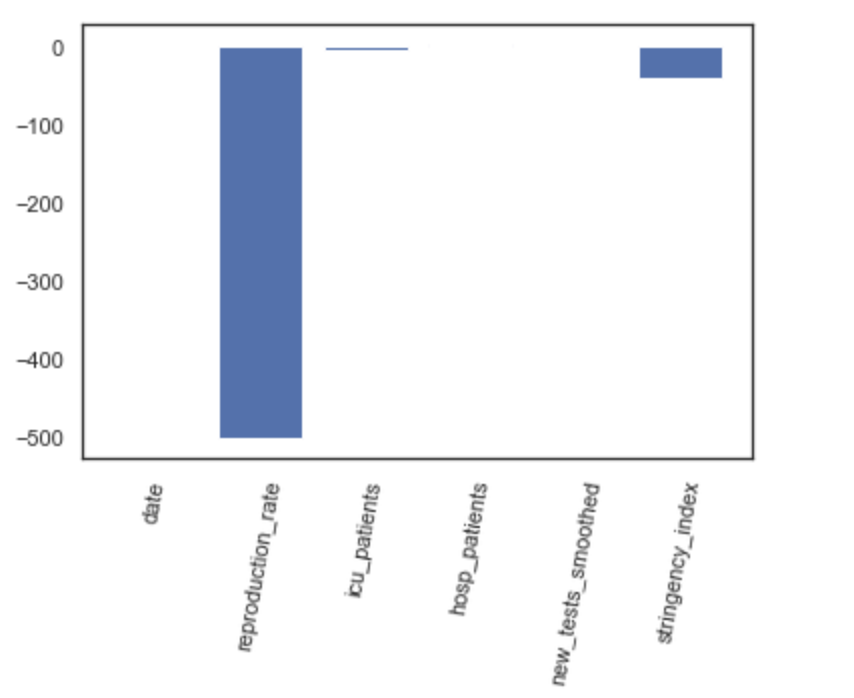 0
−100
−200
−300
−400
−500
date
reproduction_rate
icu_patients
hosp_patients
new_tests_smoothed
stringency_index